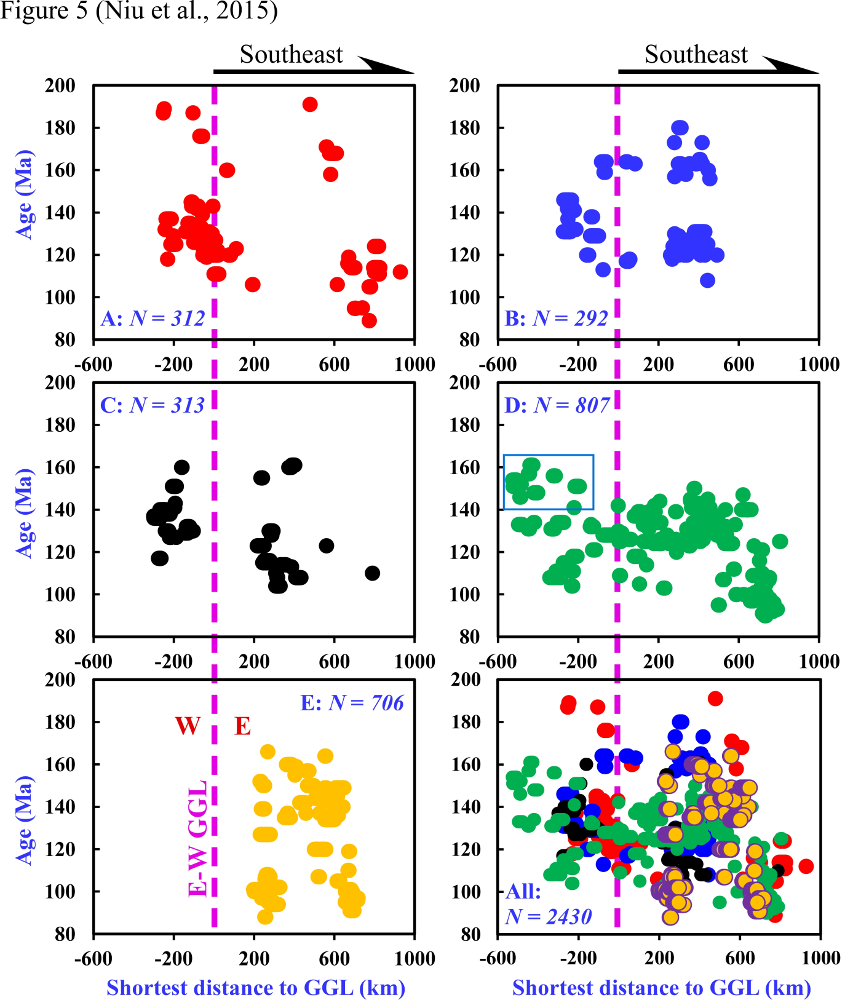 Figure 5 (Niu et al., 2015)
Southeast
Southeast
200
180
160
140
120
100
80
Age (Ma)
A: N = 312
-600 -200 200 600 1000
200
180
160
140
120
100
80
B: N = 292
-600 -200 200 600 1000
200
180
160
140
120
100
80
Age (Ma)
C: N = 313
-600 -200 200 600 1000
200
180
160
140
120
100
80
D: N = 807
-600 -200 200 600 1000
200
180
160
140
120
100
80
Age (Ma)
E: N = 706
W E
E-W GGL
-600 -200 200 600 1000
Shortest distance to GGL (km)
200
180
160
140
120
100
80
All:
N = 2430
-600 -200 200 600 1000
Shortest distance to GGL (km)